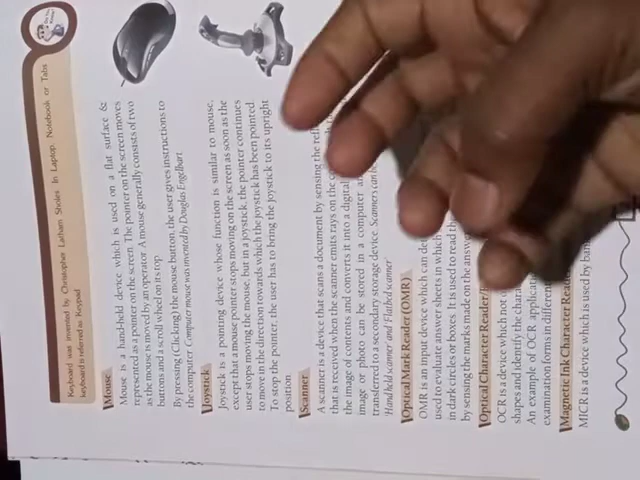 Keyboard was invented by Christopher Latham Sholes. In Laptop, Notebook or Tabs
Keyboard is referred as Keypad
Mouse
Mouse is a hand-held device which is used on a flat surface &
represented as a pointer on the screen. The pointer on the screen moves
as the mouse is moved by an operator. A mouse generally consists of two
buttons and a scroll wheel on its top
By pressing (Clicking) the mouse button, the user gives instructions to
the computer. Computer mouse was invented by Douglas Engelbart
Joystick
Joystick is a pointing device whose function is similar to mouse,
except that a mouse pointer stops moving on the screen as soon as the
user stops moving the mouse, but in a joystick, the pointer continues
to move in the direction towards which the joystick has been pointed.
To stop the pointer, the user has to bring the joystick to its upright
position
Scanner
A scanner is a device that scans a document by sensing the
that is received when the scanner emits rays on the
the image of contents and converts it into a digital
image or photo can be stored in a computer
transferred to a secondary storage device. Scanners can
Handheld scanner and Flatbed scanner
Optical Mark Reader (OMR)
OMR is an input device which can
used to evaluate answer sheets in which
in dark circles or boxes. It is used to read
by sensing the marks made on the
Optical Character Reader/
OCR is a device which not
shapes and identify the
An example of OCR
examination forms in
Magnetic Ink Character
MICR is a device which is used by